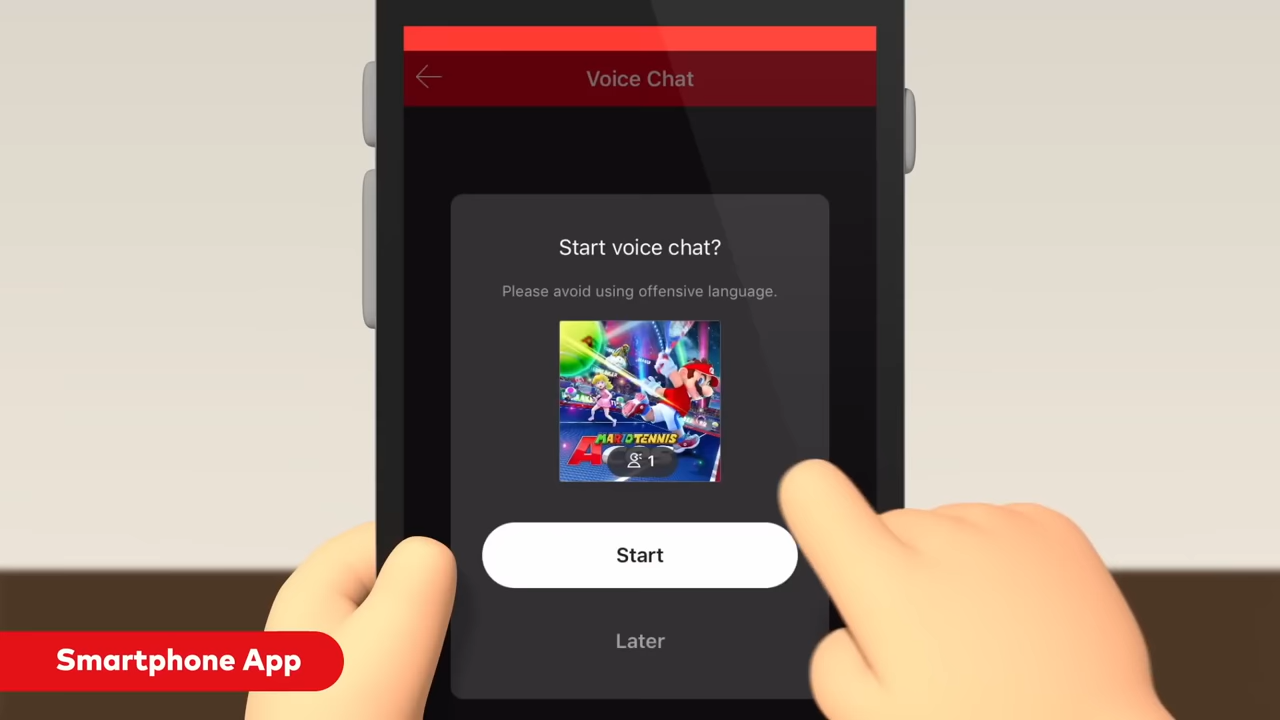 Voice Chat
Start voice chat?
Please avoid using offensive language.
MARIO TENNIS
1
Start
Later
Smartphone App